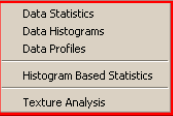 Data Statistics
Data Histograms
Data Profiles
Histogram Based Statistics
Texture Analysis